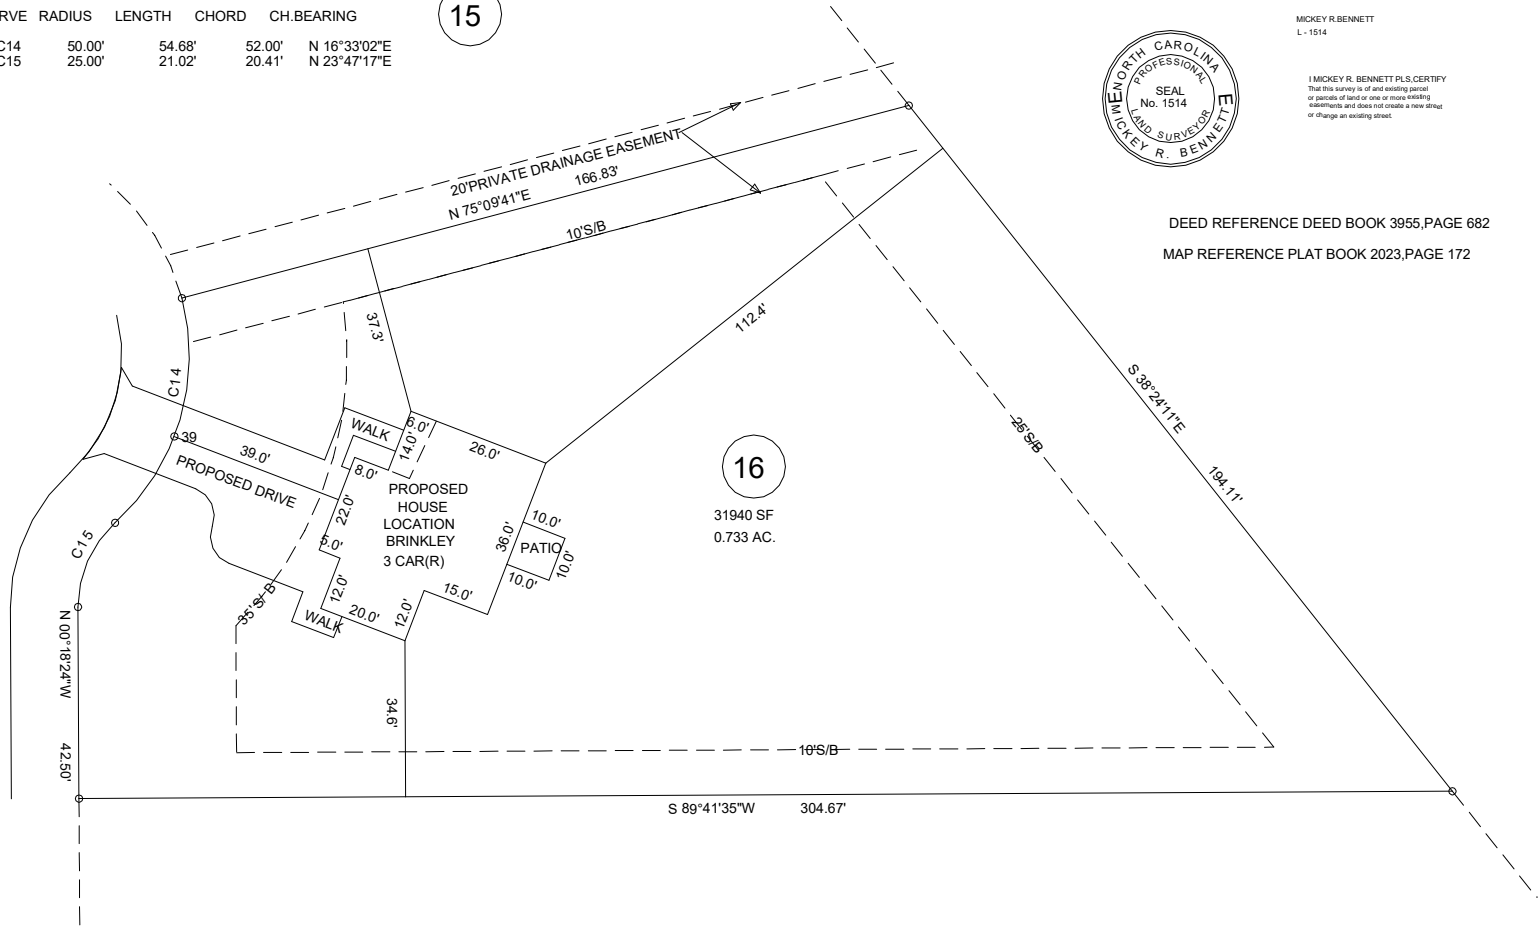 RVE RADIUS LENGTH CHORD CH.BEARING
C14 50.00' 54.68' 52.00' N 16°33'02"E
C15 25.00' 21.02' 20.41' N 23°47'17"E
15
MICKEY R.BENNETT
L - 1514
NORTH CAROLINA
PROFESSIONAL
SEAL
No. 1514
LAND SURVEYOR
MICKEY R. BENNETTE
I MICKEY R. BENNETT PLS,CERTIFY
That this survey is of and existing parcel
or parcels of land or one or more existing
easements and does not create a new street
or change an existing street.
DEED REFERENCE DEED BOOK 3955,PAGE 682
MAP REFERENCE PLAT BOOK 2023,PAGE 172
20'PRIVATE DRAINAGE EASEMENT
N 75°09'41"E 166.83'
10'S/B
37.3'
112.4'
C14
S 38°24'11"E
194.11'
25'S/B
39
39.0'
PROPOSED DRIVE
WALK
6.0'
14.0'
8.0'
26.0'
22.0'
5.0'
PROPOSED
HOUSE
LOCATION
BRINKLEY
3 CAR(R)
36.0'
10.0'
PATIO
10.0'
10.0'
16
31940 SF
0.733 AC.
C15
35' S/ B
12.0'
WALK
20.0'
12.0'
15.0'
N 00°18'24"W
42.50'
34.6'
10'S/B
S 89°41'35"W 304.67'